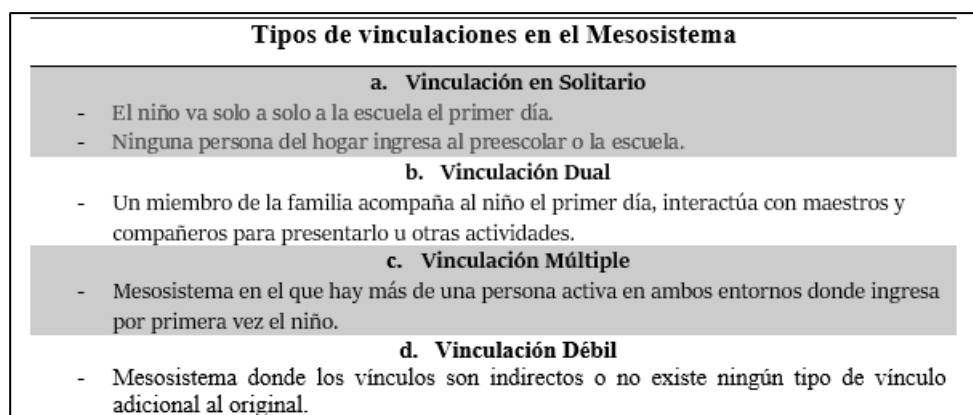 Tipos de vinculaciones en el Mesosistema
a. Vinculación en Solitario
- El niño va solo a solo a la escuela el primer día.
- Ninguna persona del hogar ingresa al preescolar o la escuela.
b. Vinculación Dual
- Un miembro de la familia acompaña al niño el primer día, interactúa con maestros y
compañeros para presentarlo u otras actividades.
c. Vinculación Múltiple
- Mesosistema en el que hay más de una persona activa en ambos entornos donde ingresa
por primera vez el niño.
d. Vinculación Débil
- Mesosistema donde los vínculos son indirectos o no existe ningún tipo de vínculo
adicional al original.